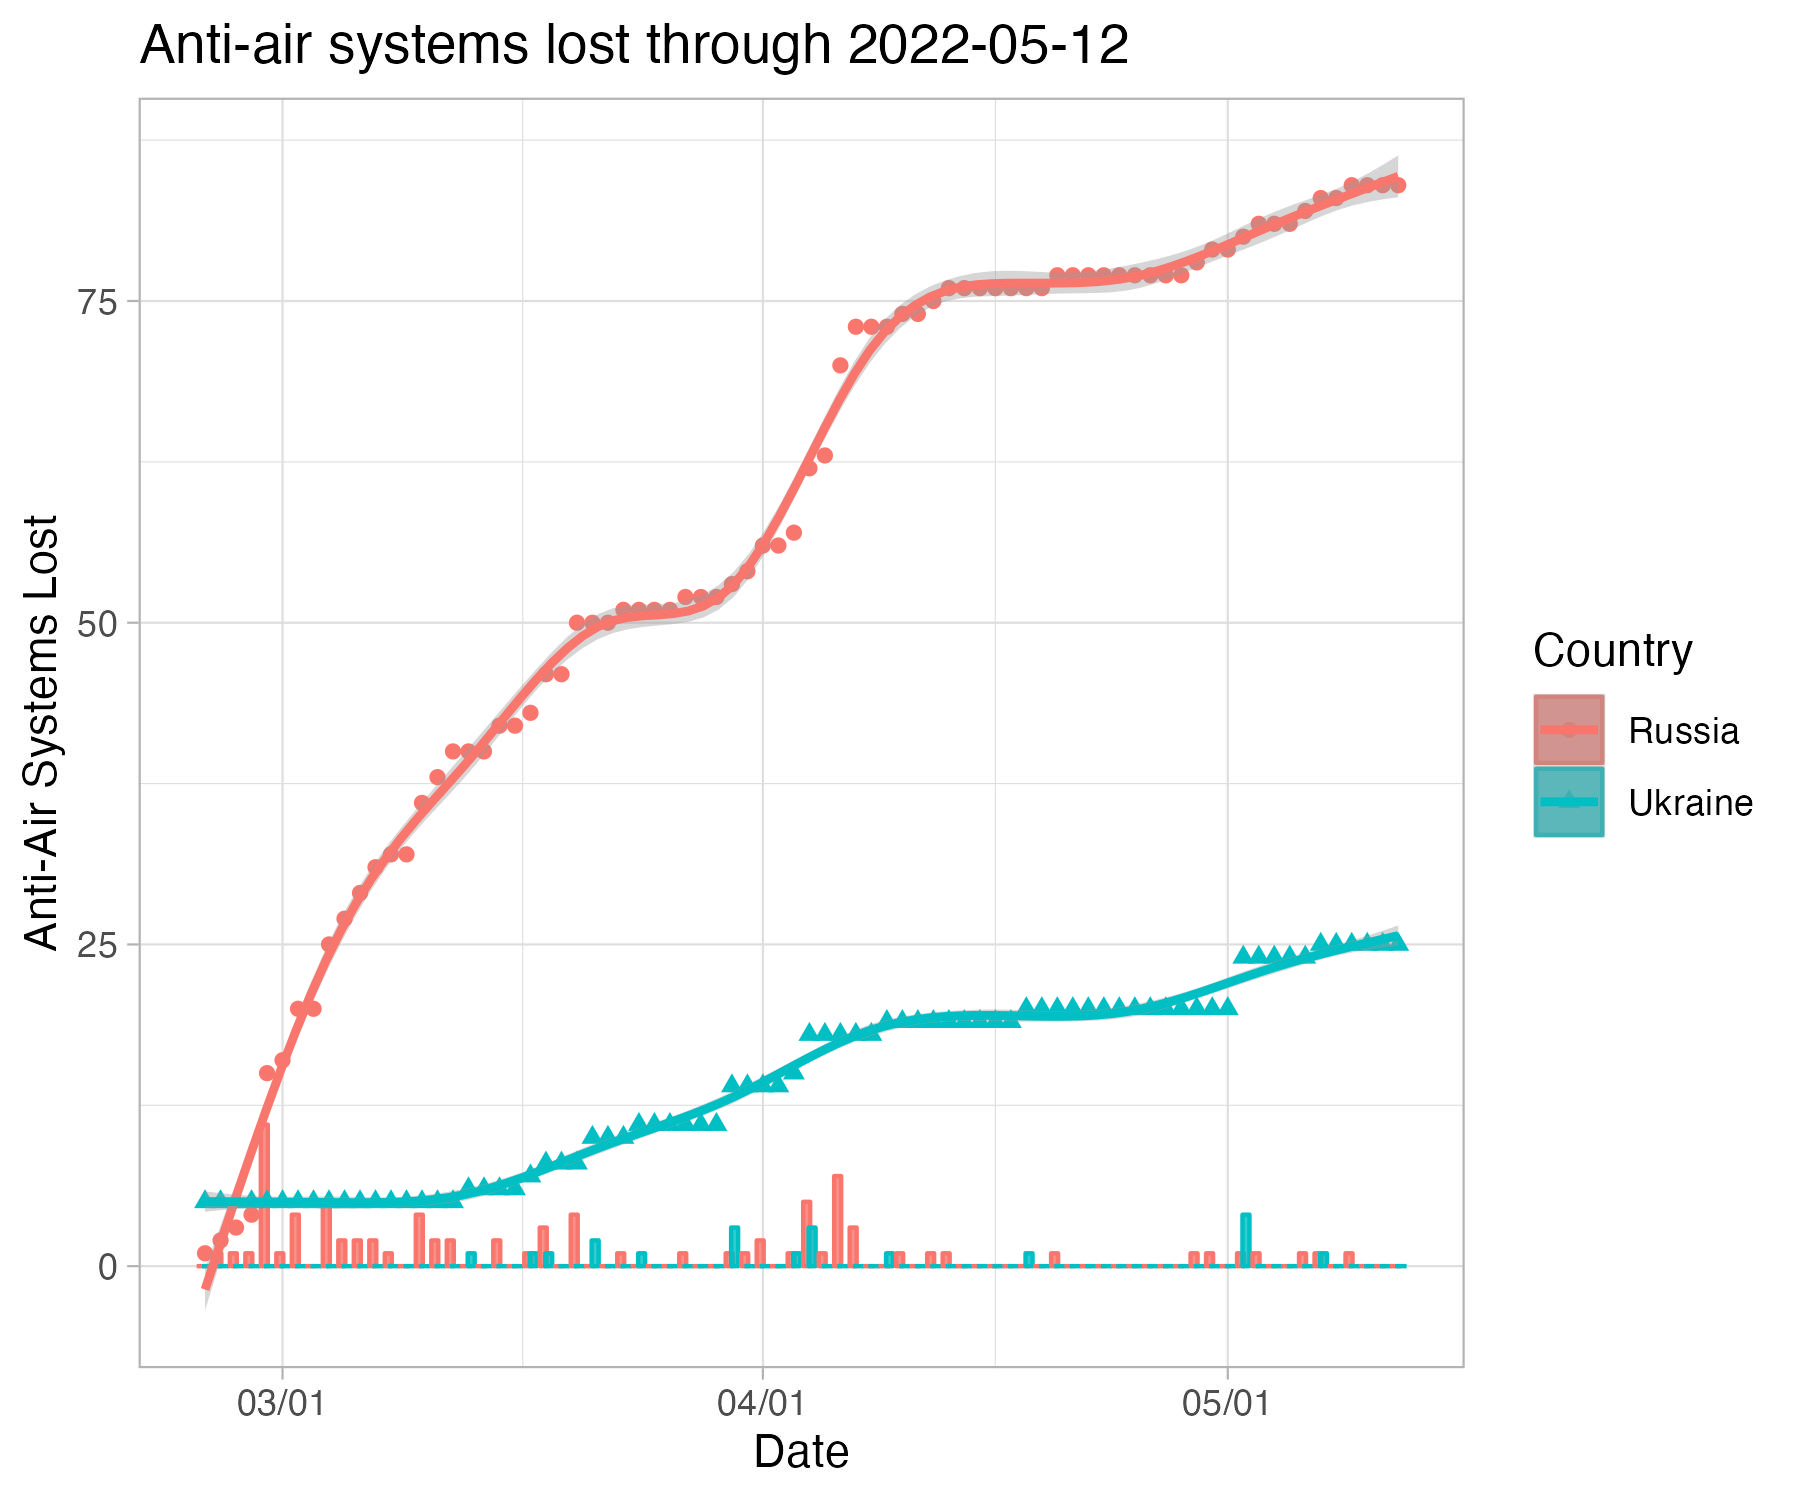 Anti-air systems lost through 2022-05-12
Anti-Air Systems Lost
75
50
25
0
03/01
04/01
05/01
Date
Country
Russia
Ukraine